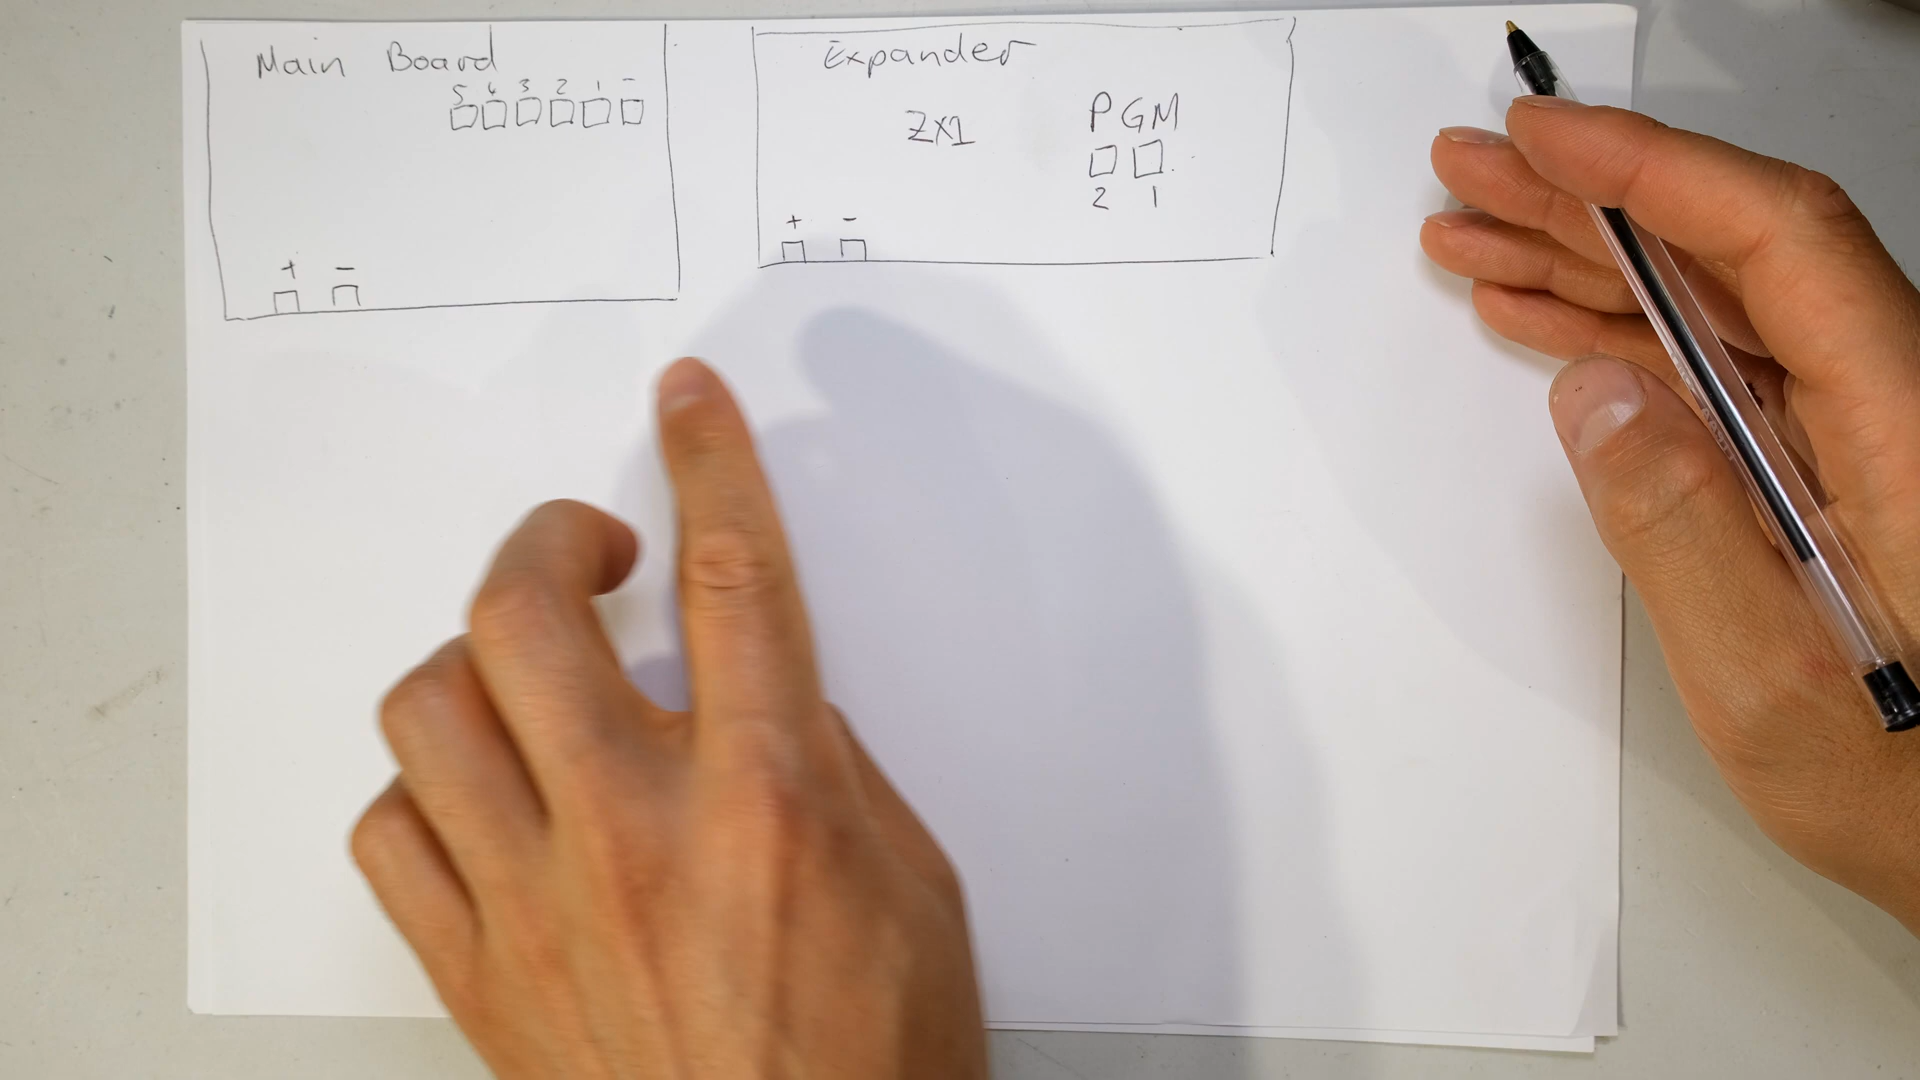 Main Board
5 4 3 2 1 -
+ -
Expander
ZX1
PGM
2 1
+ -